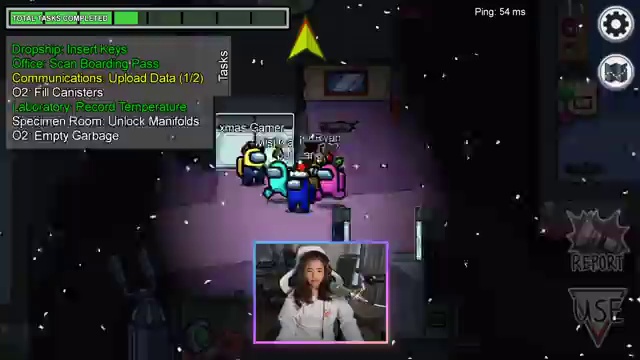 TOTAL TASKS COMPLETED
Ping: 54 ms
Dropship: Insert Keys
Office: Scan Boarding Pass
Communications: Upload Data (1/2)
O2: Fill Canisters
Laboratory: Record Temperature
Specimen Room: Unlock Manifolds
O2: Empty Garbage
Tasks
xmas Gamer
REPORT
USE